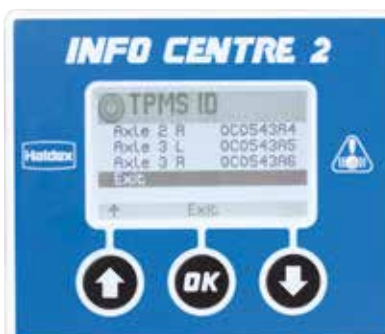 INFO CENTRE 2
TPMS ID
Axle 2 R 0C0543A4
Axle 3 L 0C0543A5
Axle 3 R 0C0543A6
Exit
Haldex
Exit
OK